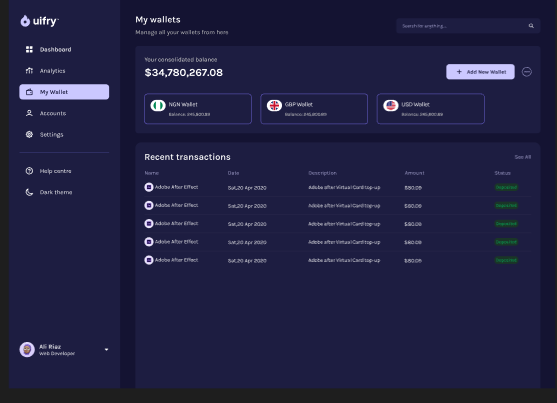 uifry
Dashboard
Analytics
My Wallet
Accounts
Settings
Help centre
Dark theme
Ali Riaz
Web Developer
My wallets
Manage all your wallets from here
Search for anything...
Your consolidated balance
$34,780,267.08
+ Add New Wallet
NGN Wallet
Balance: 245,800.89
GBP Wallet
Balance: 245,800.89
USD Wallet
Balance: 245,800.89
Recent transactions
See All
Name Date Description Amount Status
Adobe After Effect Sat,20 Apr 2020 Adobe after Virtual Card top-up $80.09 Deposited
Adobe After Effect Sat,20 Apr 2020 Adobe after Virtual Card top-up $80.09 Deposited
Adobe After Effect Sat,20 Apr 2020 Adobe after Virtual Card top-up $80.09 Deposited
Adobe After Effect Sat,20 Apr 2020 Adobe after Virtual Card top-up $80.09 Deposited
Adobe After Effect Sat,20 Apr 2020 Adobe after Virtual Card top-up $80.09 Deposited